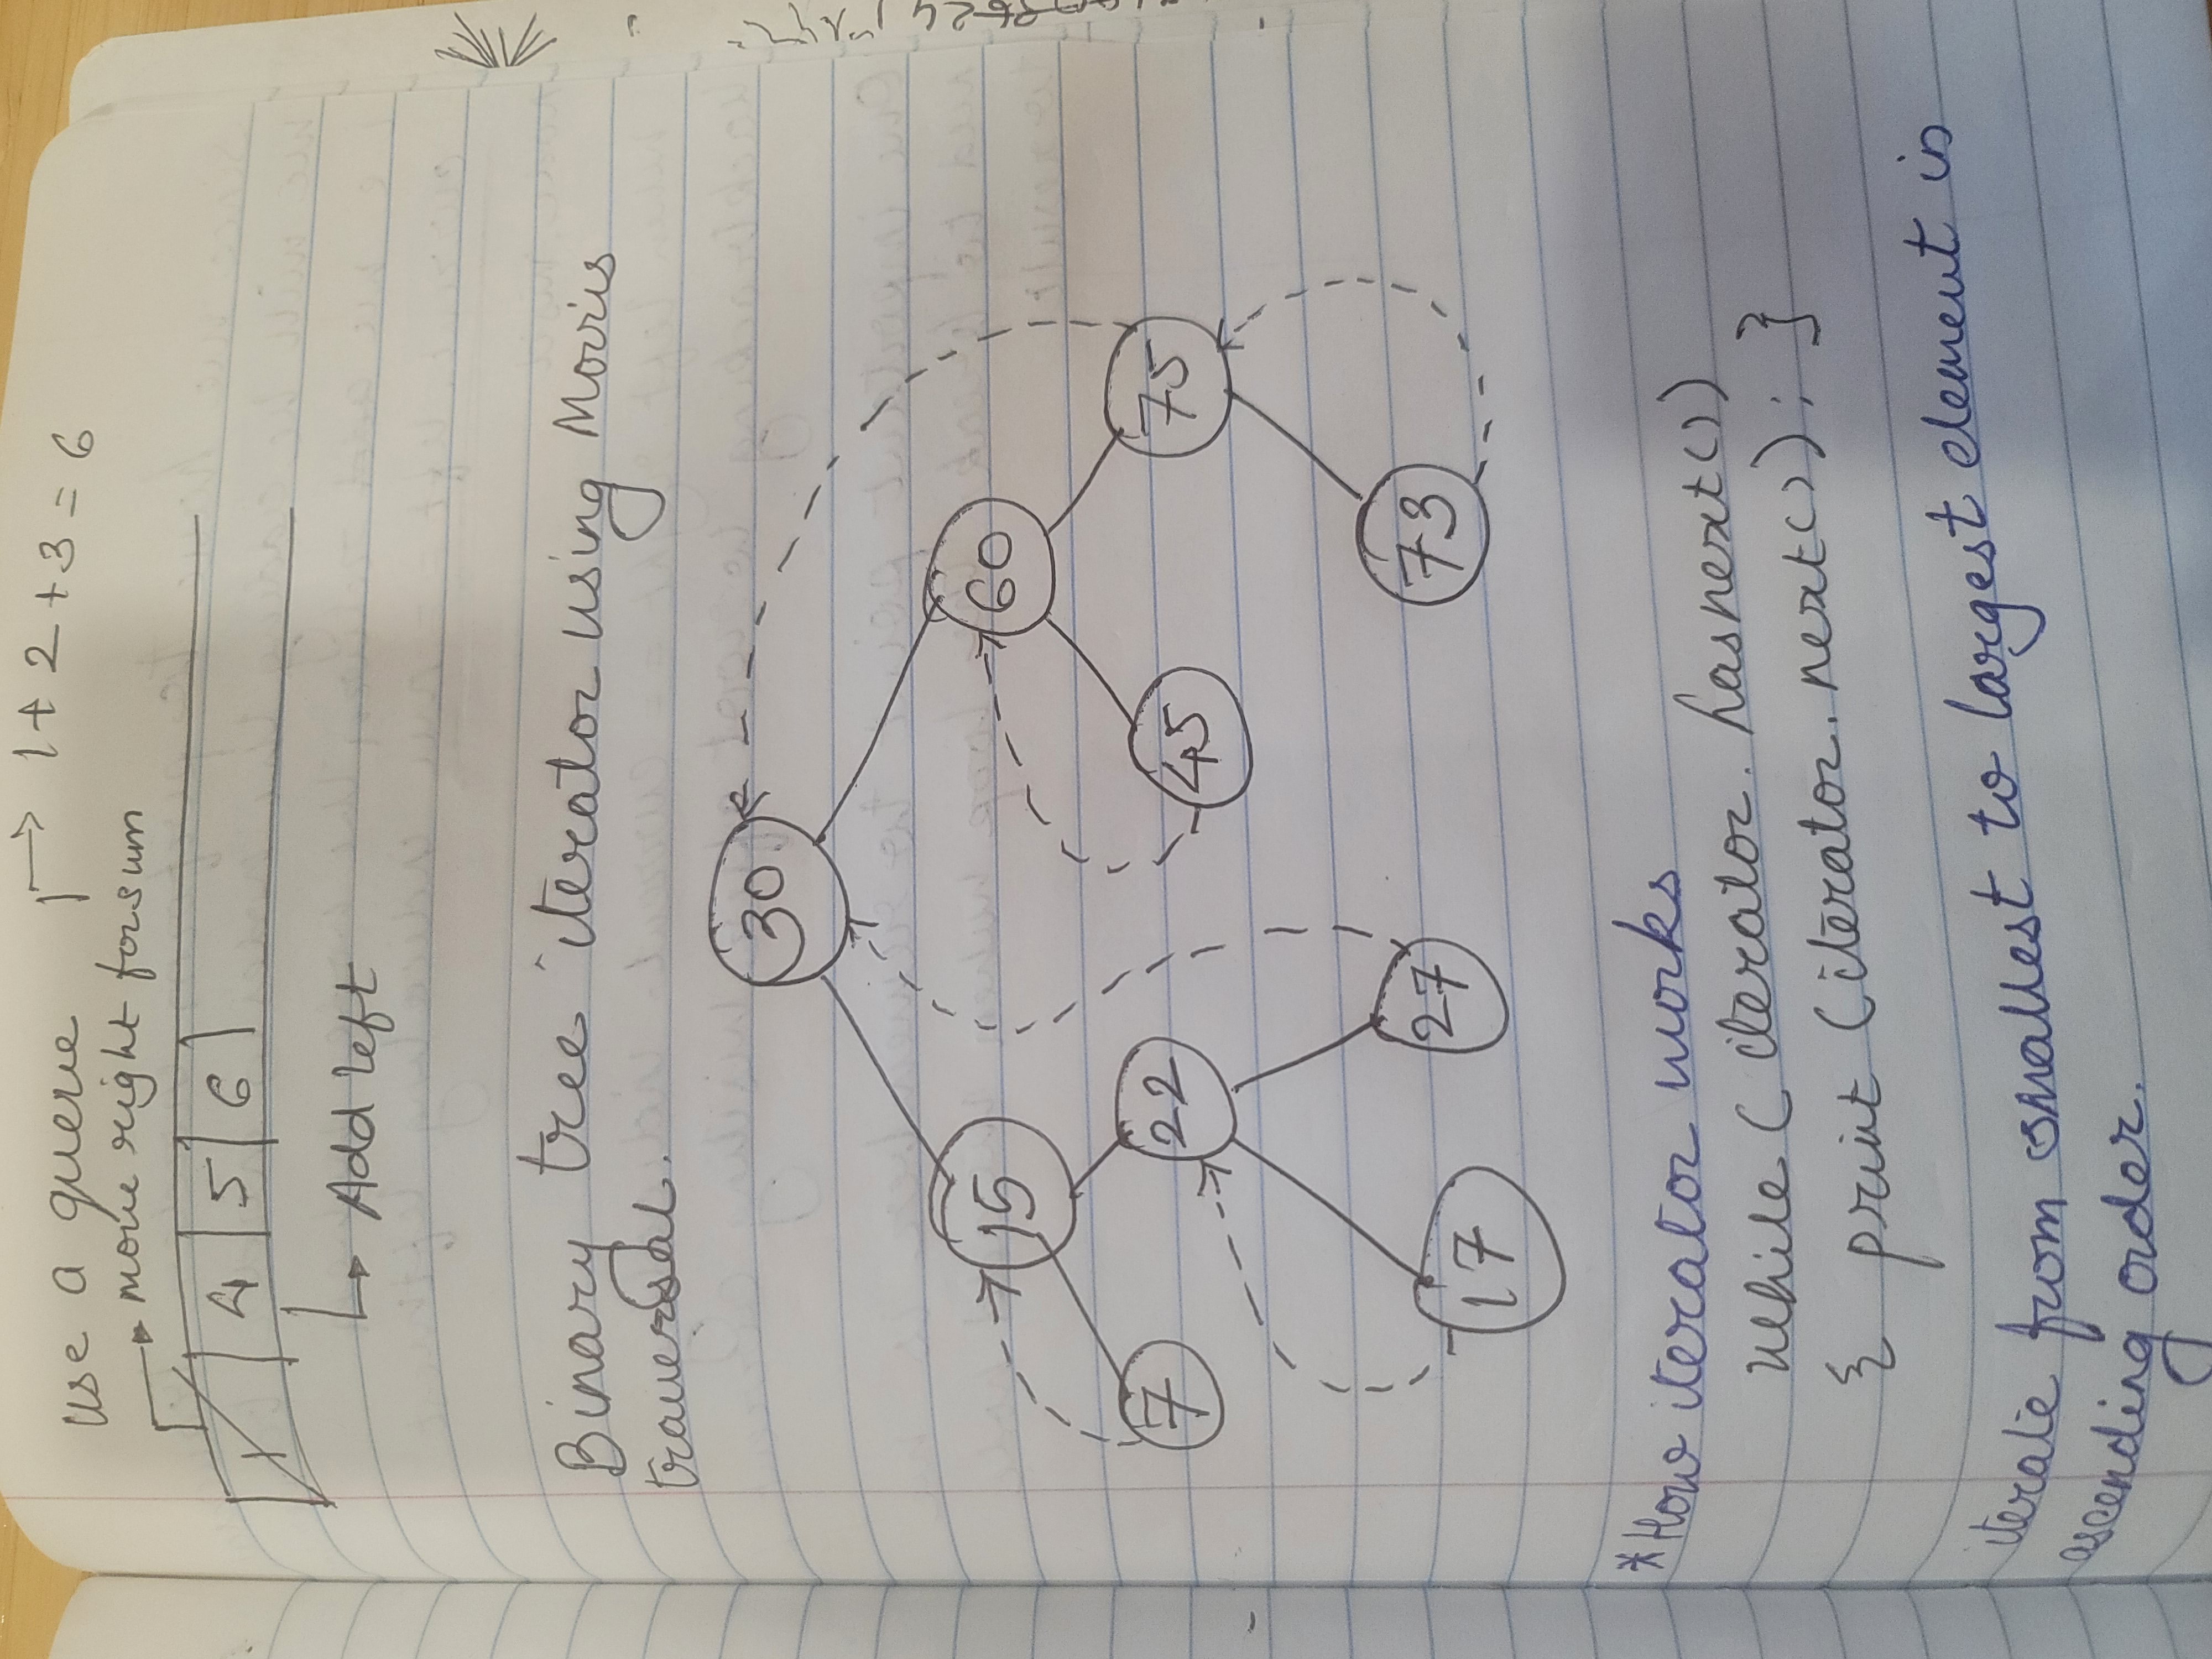 use a queue → 1+2+3=6
→ move right for sum
1 4 5 6
→ Add left
Binary tree iterator using Morris
traversal.
30
15 60
7 22 45 75
17 27 73
*How iterator works
while ( iterator. hasnext())
{ print (iterator. next()); }
iterate from smallest to largest element in
ascending order.